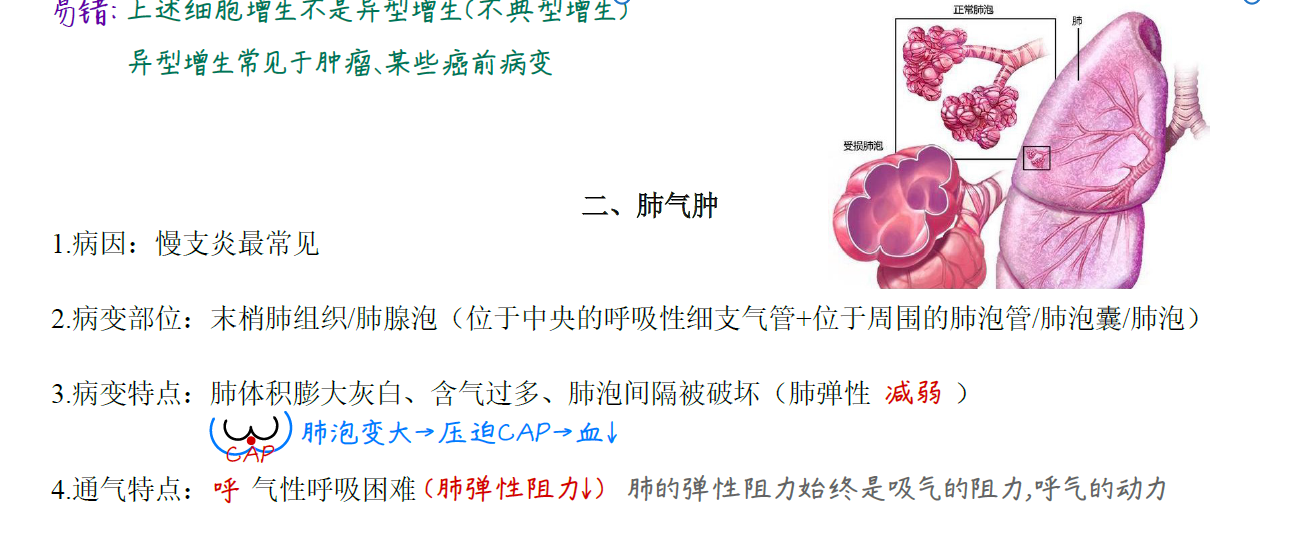 易错:上述细胞增生不是异型增生(不典型增生)
异型增生常见于肿瘤、某些癌前病变
正常肺泡
肺
受损肺泡
二、肺气肿
1.病因：慢支炎最常见
2.病变部位：末梢肺组织/肺腺泡（位于中央的呼吸性细支气管+位于周围的肺泡管/肺泡囊/肺泡）
3.病变特点：肺体积膨大灰白、含气过多、肺泡间隔被破坏（肺弹性 减弱 ）
肺泡变大→压迫CAP→血↓
CAP
4.通气特点：呼 气性呼吸困难(肺弹性阻力↓) 肺的弹性阻力始终是吸气的阻力,呼气的动力